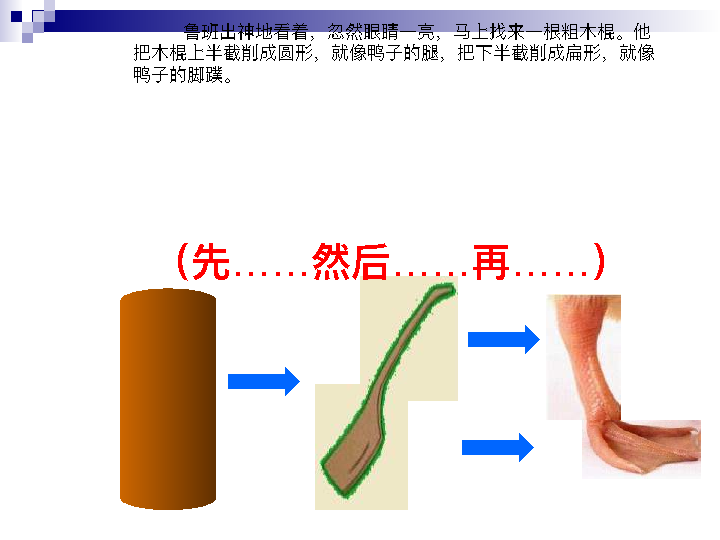 鲁班出神地看着，忽然眼睛一亮，马上找来一根粗木棍。他
把木棍上半截削成圆形，就像鸭子的腿，把下半截削成扁形，就像
鸭子的脚蹼。
（先……然后……再……）